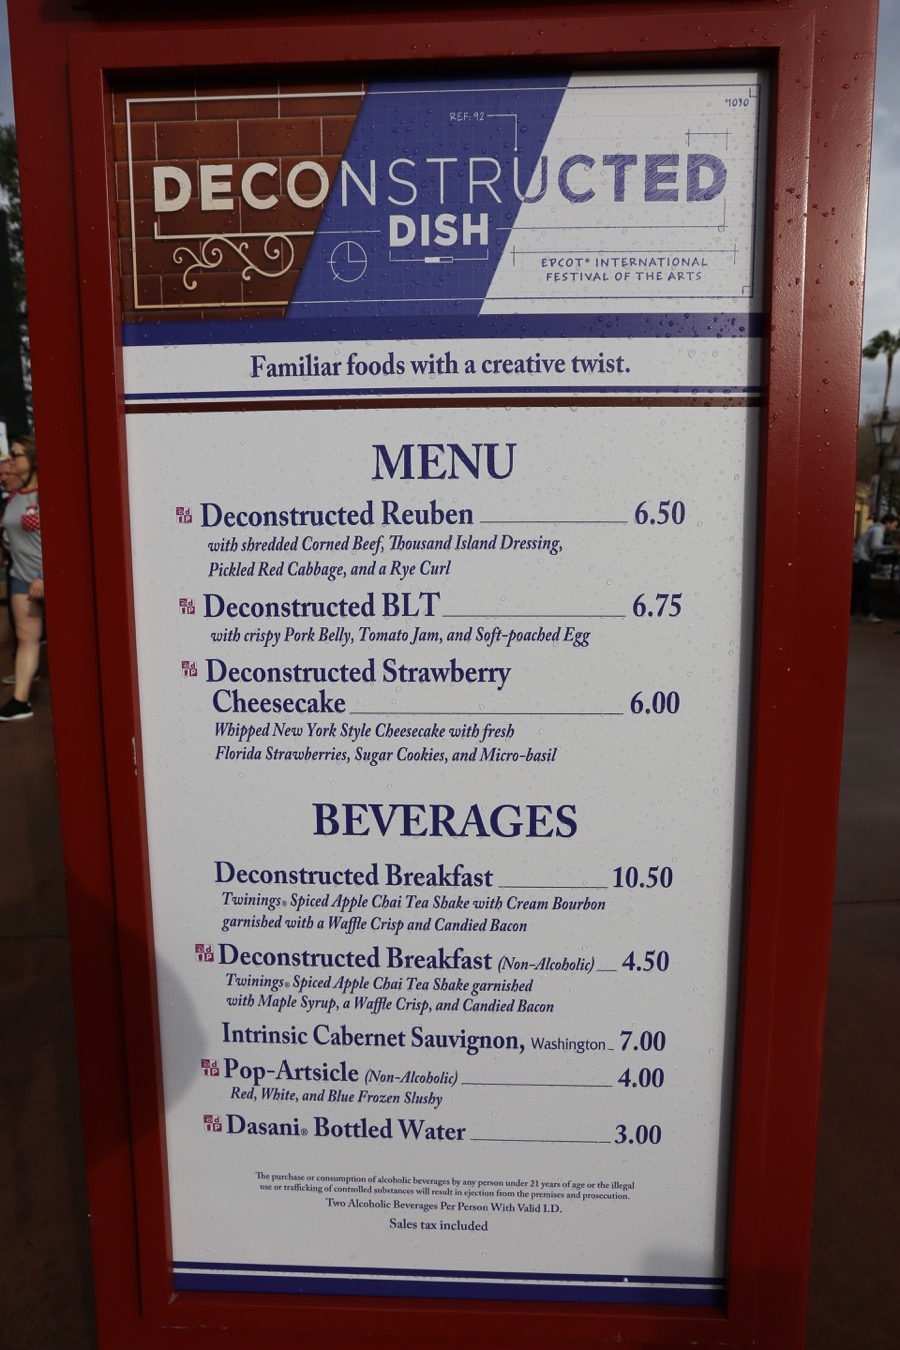 REF. 92
°1030
DECONSTRUCTED
DISH
EPCOT® INTERNATIONAL
FESTIVAL OF THE ARTS
Familiar foods with a creative twist.
MENU
Deconstructed Reuben 6.50
with shredded Corned Beef, Thousand Island Dressing,
Pickled Red Cabbage, and a Rye Curl
Deconstructed BLT 6.75
with crispy Pork Belly, Tomato Jam, and Soft-poached Egg
Deconstructed Strawberry
Cheesecake 6.00
Whipped New York Style Cheesecake with fresh
Florida Strawberries, Sugar Cookies, and Micro-basil
BEVERAGES
Deconstructed Breakfast 10.50
Twinings® Spiced Apple Chai Tea Shake with Cream Bourbon
garnished with a Waffle Crisp and Candied Bacon
Deconstructed Breakfast (Non-Alcoholic) 4.50
Twinings® Spiced Apple Chai Tea Shake garnished
with Maple Syrup, a Waffle Crisp, and Candied Bacon
Intrinsic Cabernet Sauvignon, Washington 7.00
Pop-Artsicle (Non-Alcoholic) 4.00
Red, White, and Blue Frozen Slushy
Dasani® Bottled Water 3.00
The purchase or consumption of alcoholic beverages by any person under 21 years of age or the illegal
use or trafficking of controlled substances will result in ejection from the premises and prosecution.
Two Alcoholic Beverages Per Person With Valid I.D.
Sales tax included